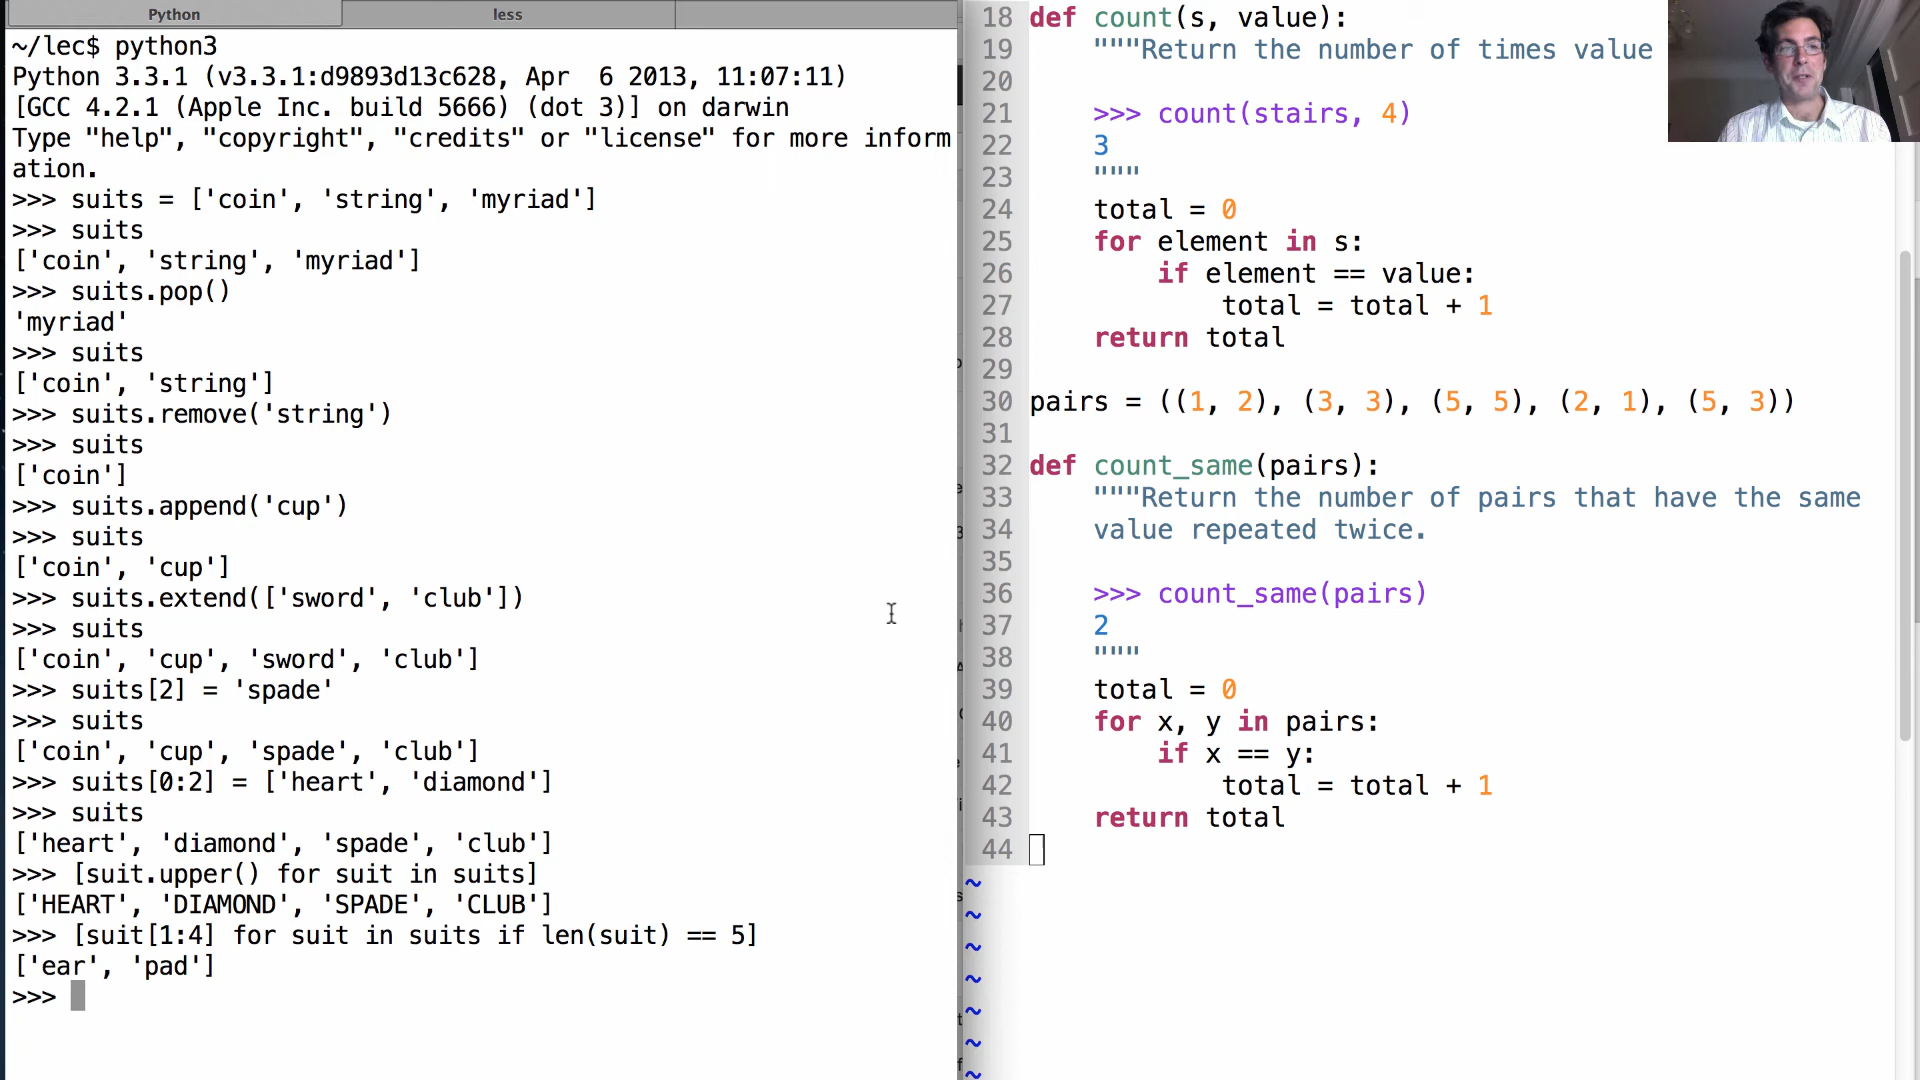 Python
less
~/lec$ python3
Python 3.3.1 (v3.3.1:d9893d13c628, Apr  6 2013, 11:07:11)
[GCC 4.2.1 (Apple Inc. build 5666) (dot 3)] on darwin
Type "help", "copyright", "credits" or "license" for more inform
ation.
>>> suits = ['coin', 'string', 'myriad']
>>> suits
['coin', 'string', 'myriad']
>>> suits.pop()
'myriad'
>>> suits
['coin', 'string']
>>> suits.remove('string')
>>> suits
['coin']
>>> suits.append('cup')
>>> suits
['coin', 'cup']
>>> suits.extend(['sword', 'club'])
>>> suits
['coin', 'cup', 'sword', 'club']
>>> suits[2] = 'spade'
>>> suits
['coin', 'cup', 'spade', 'club']
>>> suits[0:2] = ['heart', 'diamond']
>>> suits
['heart', 'diamond', 'spade', 'club']
>>> [suit.upper() for suit in suits]
['HEART', 'DIAMOND', 'SPADE', 'CLUB']
>>> [suit[1:4] for suit in suits if len(suit) == 5]
['ear', 'pad']
>>>
18 def count(s, value):
19     """Return the number of times value
20
21     >>> count(stairs, 4)
22     3
23     """
24     total = 0
25     for element in s:
26         if element == value:
27             total = total + 1
28     return total
29
30 pairs = ((1, 2), (3, 3), (5, 5), (2, 1), (5, 3))
31
32 def count_same(pairs):
33     """Return the number of pairs that have the same
34     value repeated twice.
35
36     >>> count_same(pairs)
37     2
38     """
39     total = 0
40     for x, y in pairs:
41         if x == y:
42             total = total + 1
43     return total
44
~
~
~
~
~
~
~